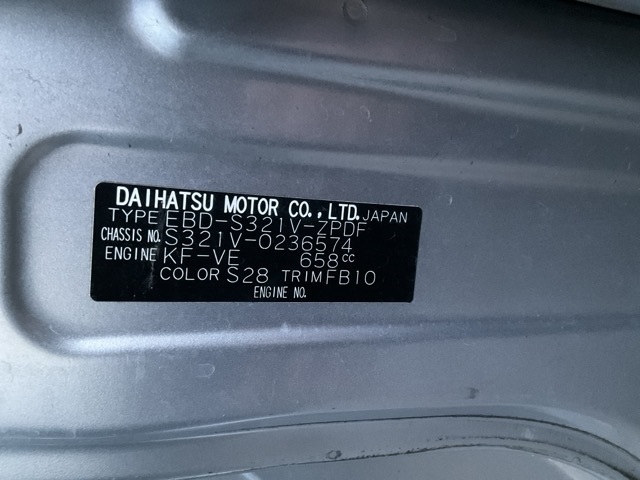 DAIHATSU MOTOR CO.,LTD. JAPAN
TYPE EBD-S321V-ZPDF
CHASSIS NO. S321V-0236574
ENGINE KF-VE 658cc
COLOR S28 TRIM FB10
ENGINE NO.